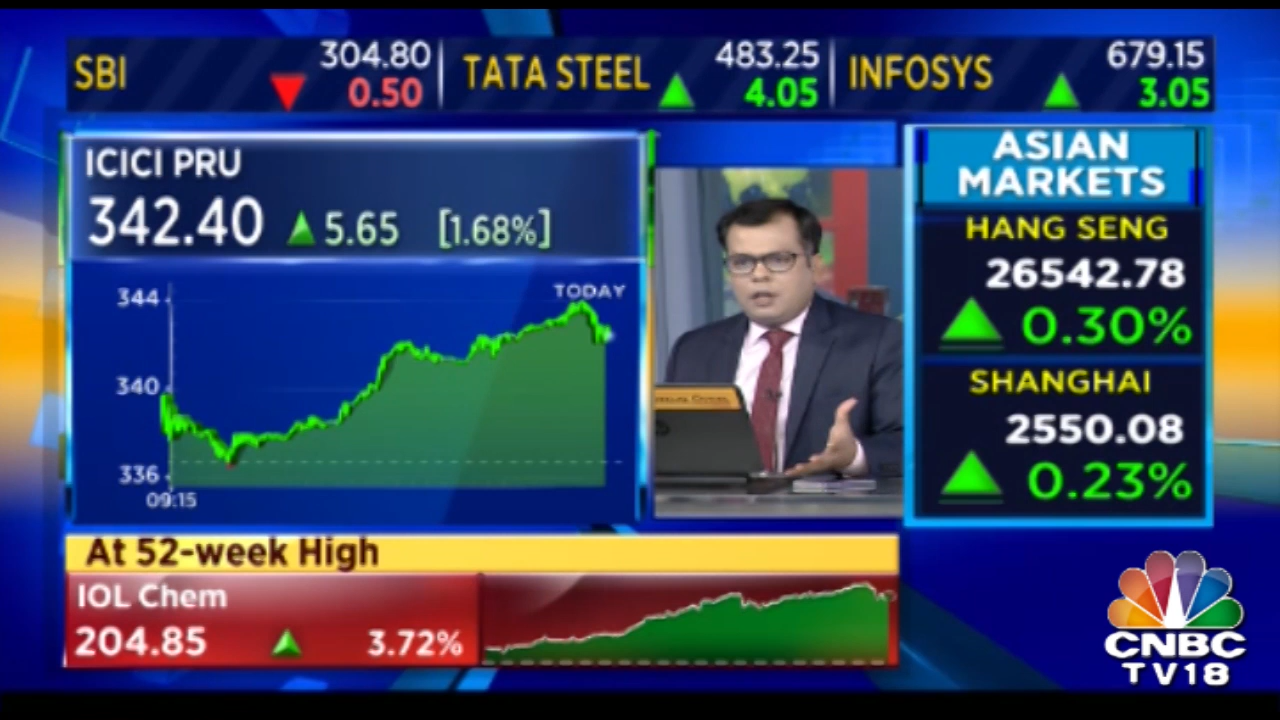 SBI
304.80
0.50
TATA STEEL
483.25
4.05
INFOSYS
679.15
3.05
ICICI PRU
342.40 5.65 [1.68%]
TODAY
344
340
336
09:15
ASIAN
MARKETS
HANG SENG
26542.78
0.30%
SHANGHAI
2550.08
0.23%
At 52-week High
IOL Chem
204.85 3.72%
CNBC
TV18